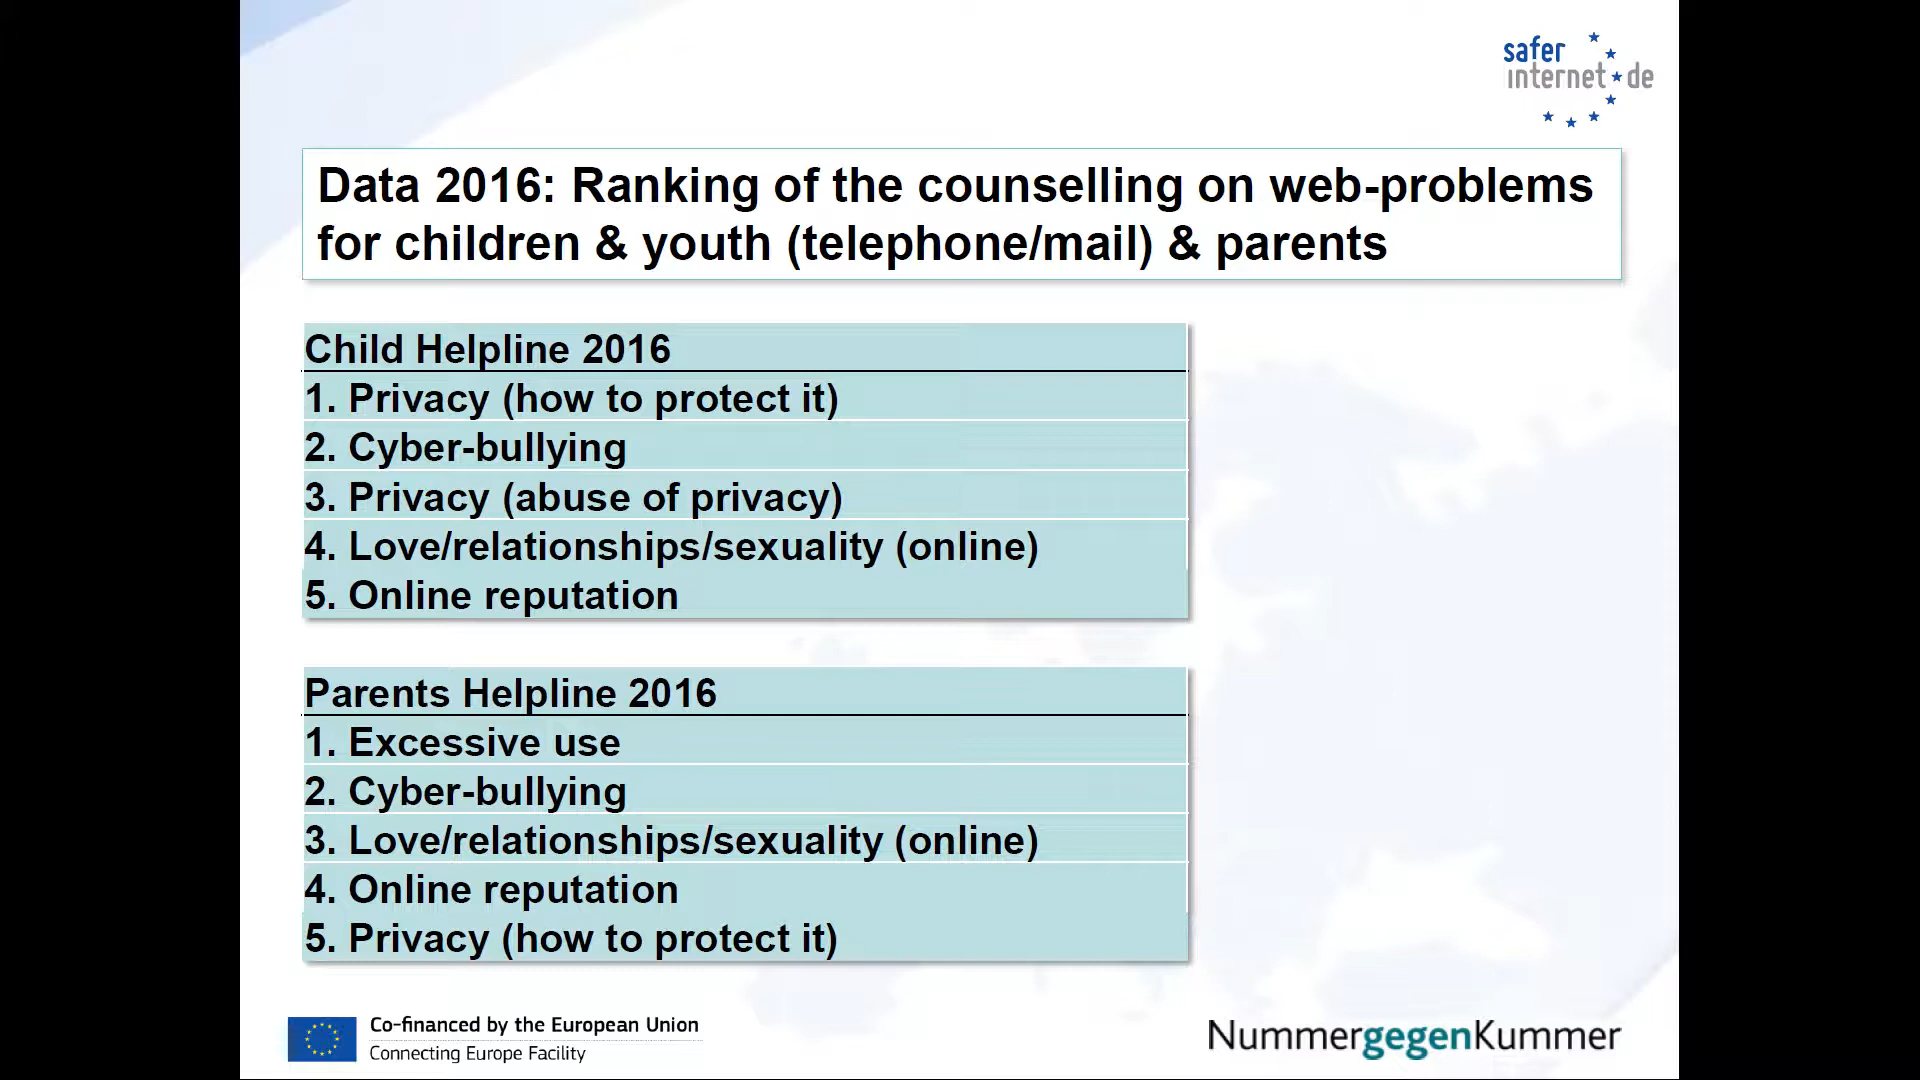 safer
internet de
Data 2016: Ranking of the counselling on web-problems
for children & youth (telephone/mail) & parents
Child Helpline 2016
1. Privacy (how to protect it)
2. Cyber-bullying
3. Privacy (abuse of privacy)
4. Love/relationships/sexuality (online)
5. Online reputation
Parents Helpline 2016
1. Excessive use
2. Cyber-bullying
3. Love/relationships/sexuality (online)
4. Online reputation
5. Privacy (how to protect it)
Co-financed by the European Union
Connecting Europe Facility
NummergegenKummer